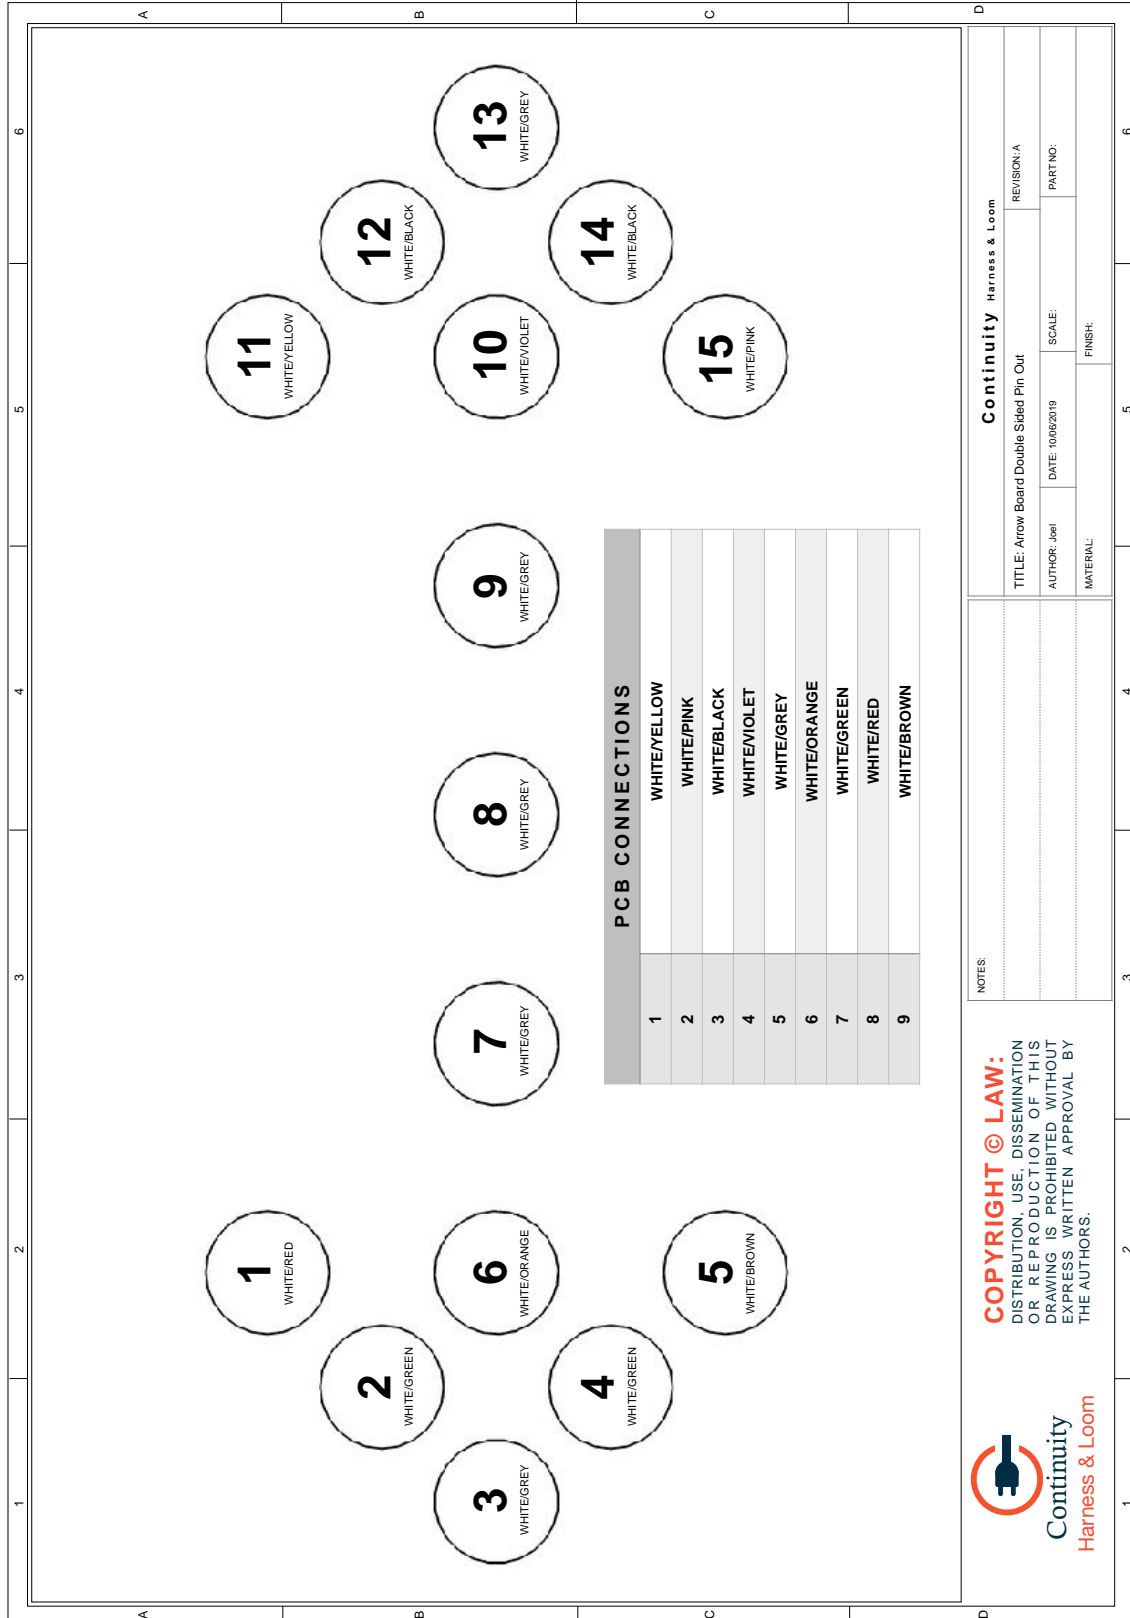 1
2
3
4
5
6
A
A
11
WHITE/YELLOW
1
WHITE/RED
12
WHITE/BLACK
2
WHITE/GREEN
B
B
3
WHITE/GREY
6
WHITE/ORANGE
7
WHITE/GREY
8
WHITE/GREY
9
WHITE/GREY
10
WHITE/VIOLET
13
WHITE/GREY
4
WHITE/GREEN
14
WHITE/BLACK
5
WHITE/BROWN
15
WHITE/PINK
C
C
PCB CONNECTIONS
1 WHITE/YELLOW
2 WHITE/PINK
3 WHITE/BLACK
4 WHITE/VIOLET
5 WHITE/GREY
6 WHITE/ORANGE
7 WHITE/GREEN
8 WHITE/RED
9 WHITE/BROWN
D
D
Continuity
Harness & Loom
COPYRIGHT © LAW:
DISTRIBUTION, USE, DISSEMINATION
OR REPRODUCTION OF THIS
DRAWING IS PROHIBITED WITHOUT
EXPRESS WRITTEN APPROVAL BY
THE AUTHORS.
NOTES:
Continuity Harness & Loom
TITLE: Arrow Board Double Sided Pin Out
REVISION: A
AUTHOR: Joel
DATE: 10/06/2019
SCALE:
PART NO:
MATERIAL:
FINISH:
1
2
3
4
5
6